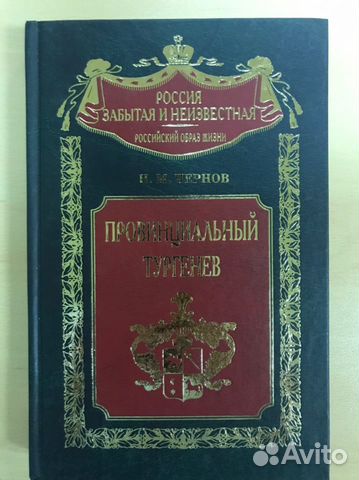 РОССИЯ
ЗАБЫТАЯ И НЕИЗВЕСТНАЯ
РОССИЙСКИЙ ОБРАЗ ЖИЗНИ
Н. М. ЧЕРНОВ
ПРОВИНЦИАЛЬНЫЙ
ТУРГЕНЕВ
Avito